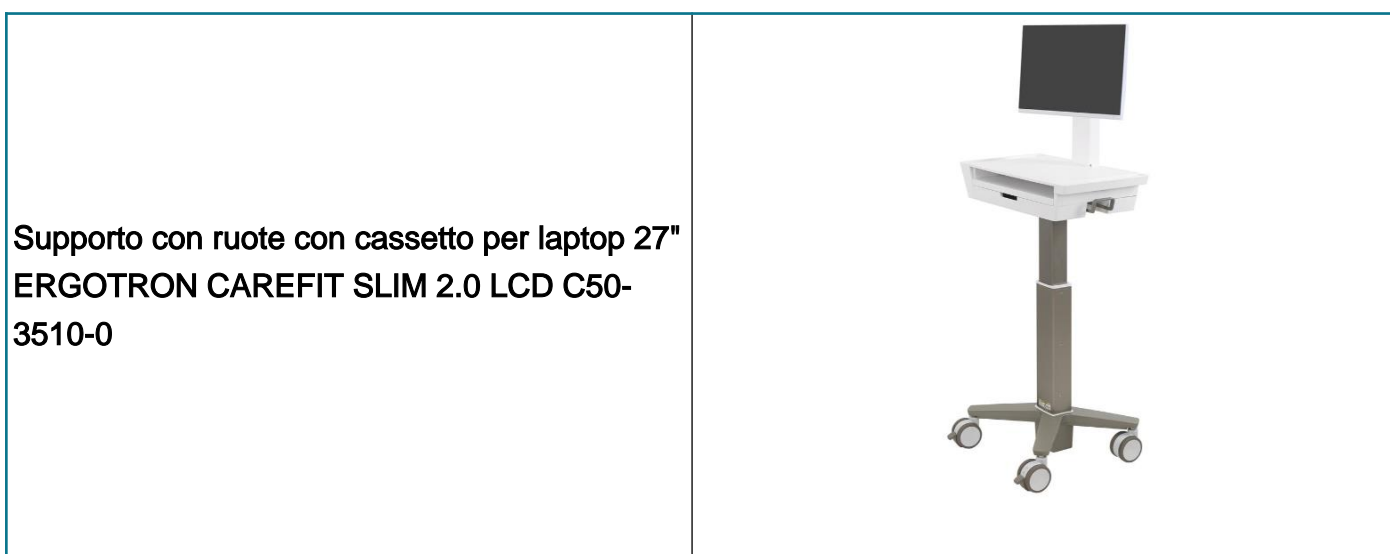 Supporto con ruote con cassetto per laptop 27"
ERGOTRON CAREFIT SLIM 2.0 LCD C50-
3510-0